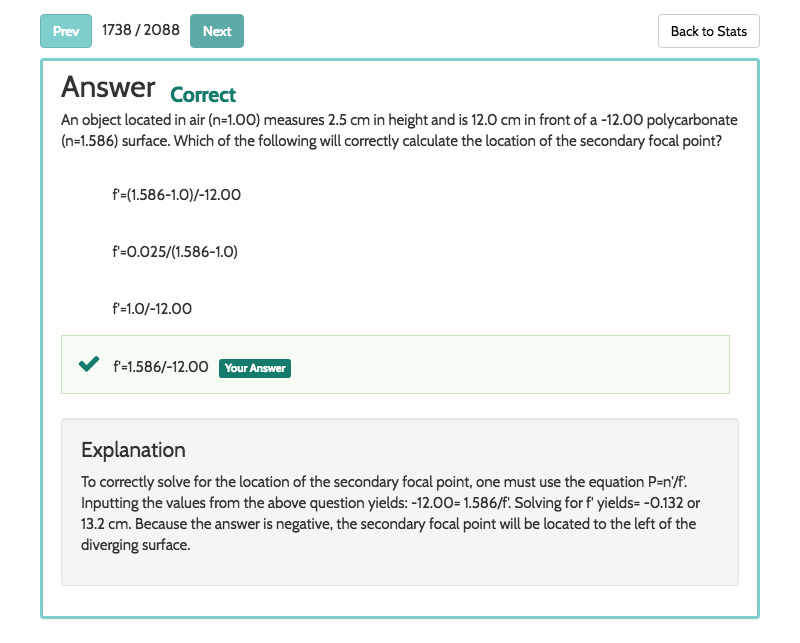 Prev 1738 / 2088 Next Back to Stats
Answer Correct
An object located in air (n=1.00) measures 2.5 cm in height and is 12.0 cm in front of a -12.00 polycarbonate
(n=1.586) surface. Which of the following will correctly calculate the location of the secondary focal point?
f'=(1.586-1.0)/-12.00
f'=0.025/(1.586-1.0)
f'=1.0/-12.00
f'=1.586/-12.00 Your Answer
Explanation
To correctly solve for the location of the secondary focal point, one must use the equation P=n'/f'.
Inputting the values from the above question yields: -12.00= 1.586/f'. Solving for f' yields= -0.132 or
13.2 cm. Because the answer is negative, the secondary focal point will be located to the left of the
diverging surface.